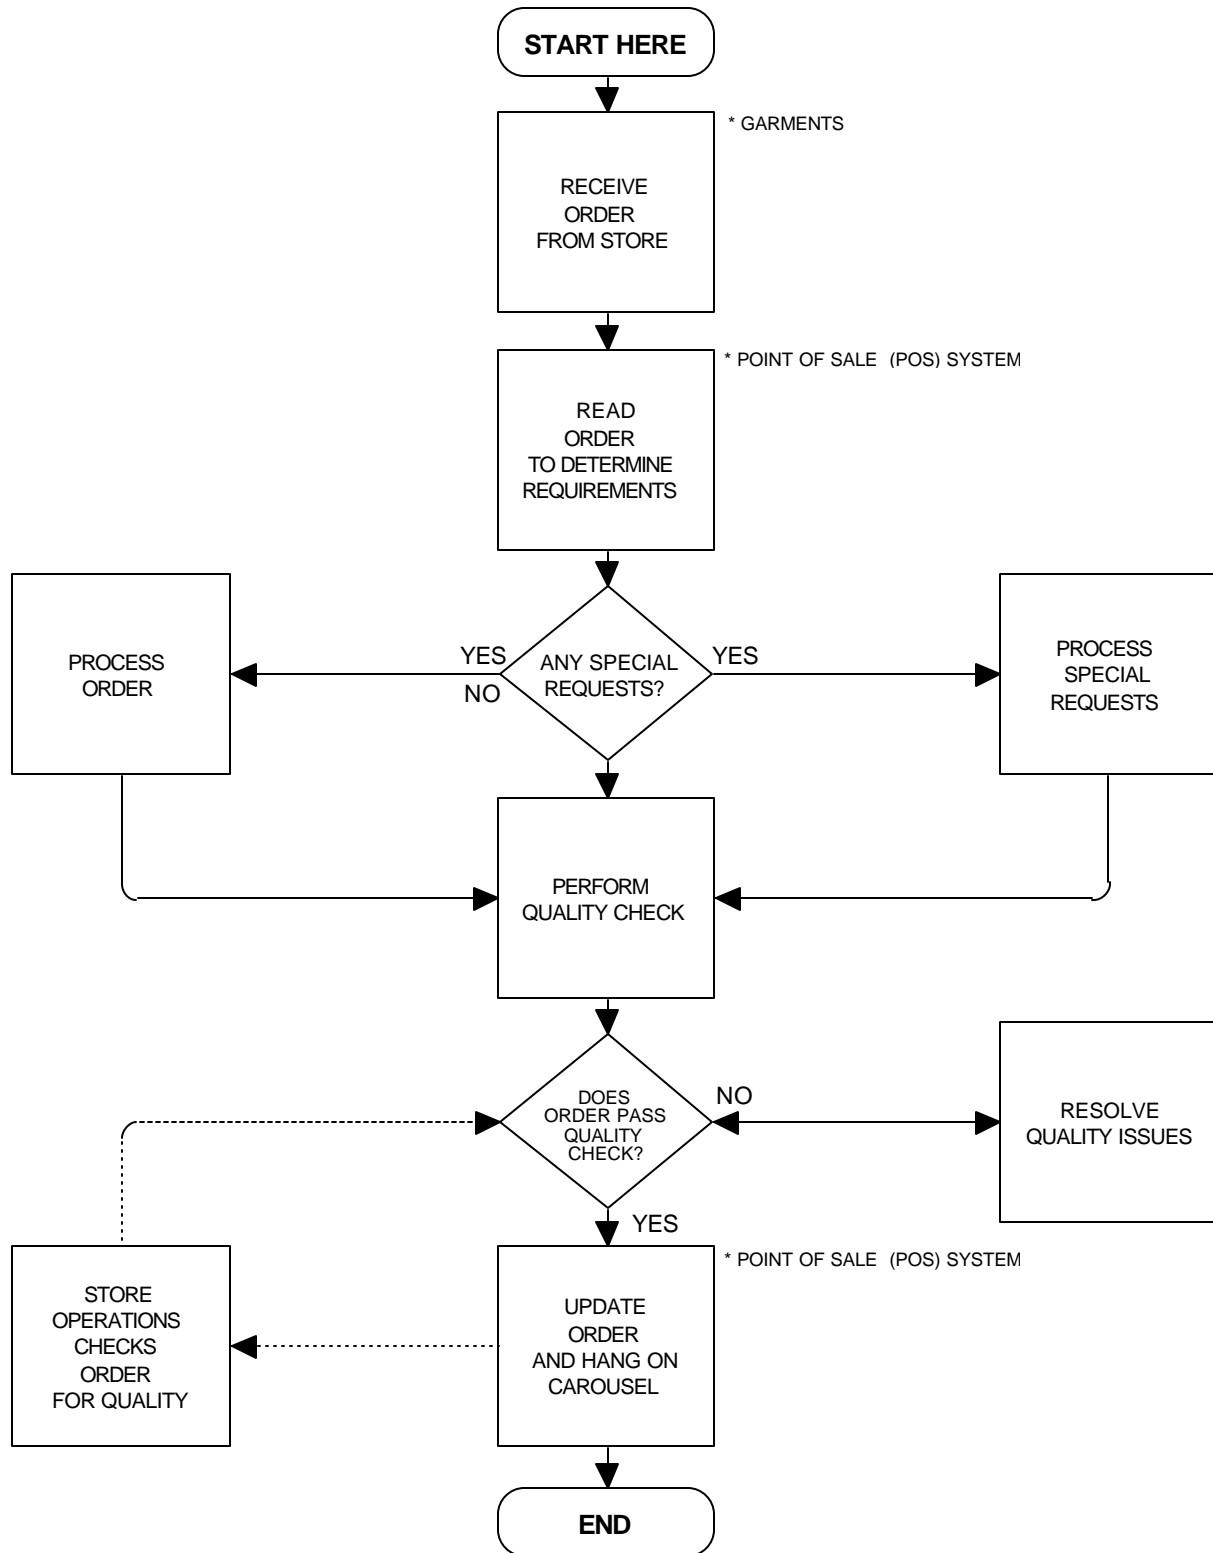 START HERE
* GARMENTS
RECEIVE
ORDER
FROM STORE
* POINT OF SALE (POS) SYSTEM
READ
ORDER
TO DETERMINE
REQUIREMENTS
PROCESS
ORDER
YES
NO
ANY SPECIAL
REQUESTS?
YES
PROCESS
SPECIAL
REQUESTS
PERFORM
QUALITY CHECK
DOES
ORDER PASS
QUALITY
CHECK?
NO
RESOLVE
QUALITY ISSUES
YES
* POINT OF SALE (POS) SYSTEM
STORE
OPERATIONS
CHECKS
ORDER
FOR QUALITY
UPDATE
ORDER
AND HANG ON
CAROUSEL
END